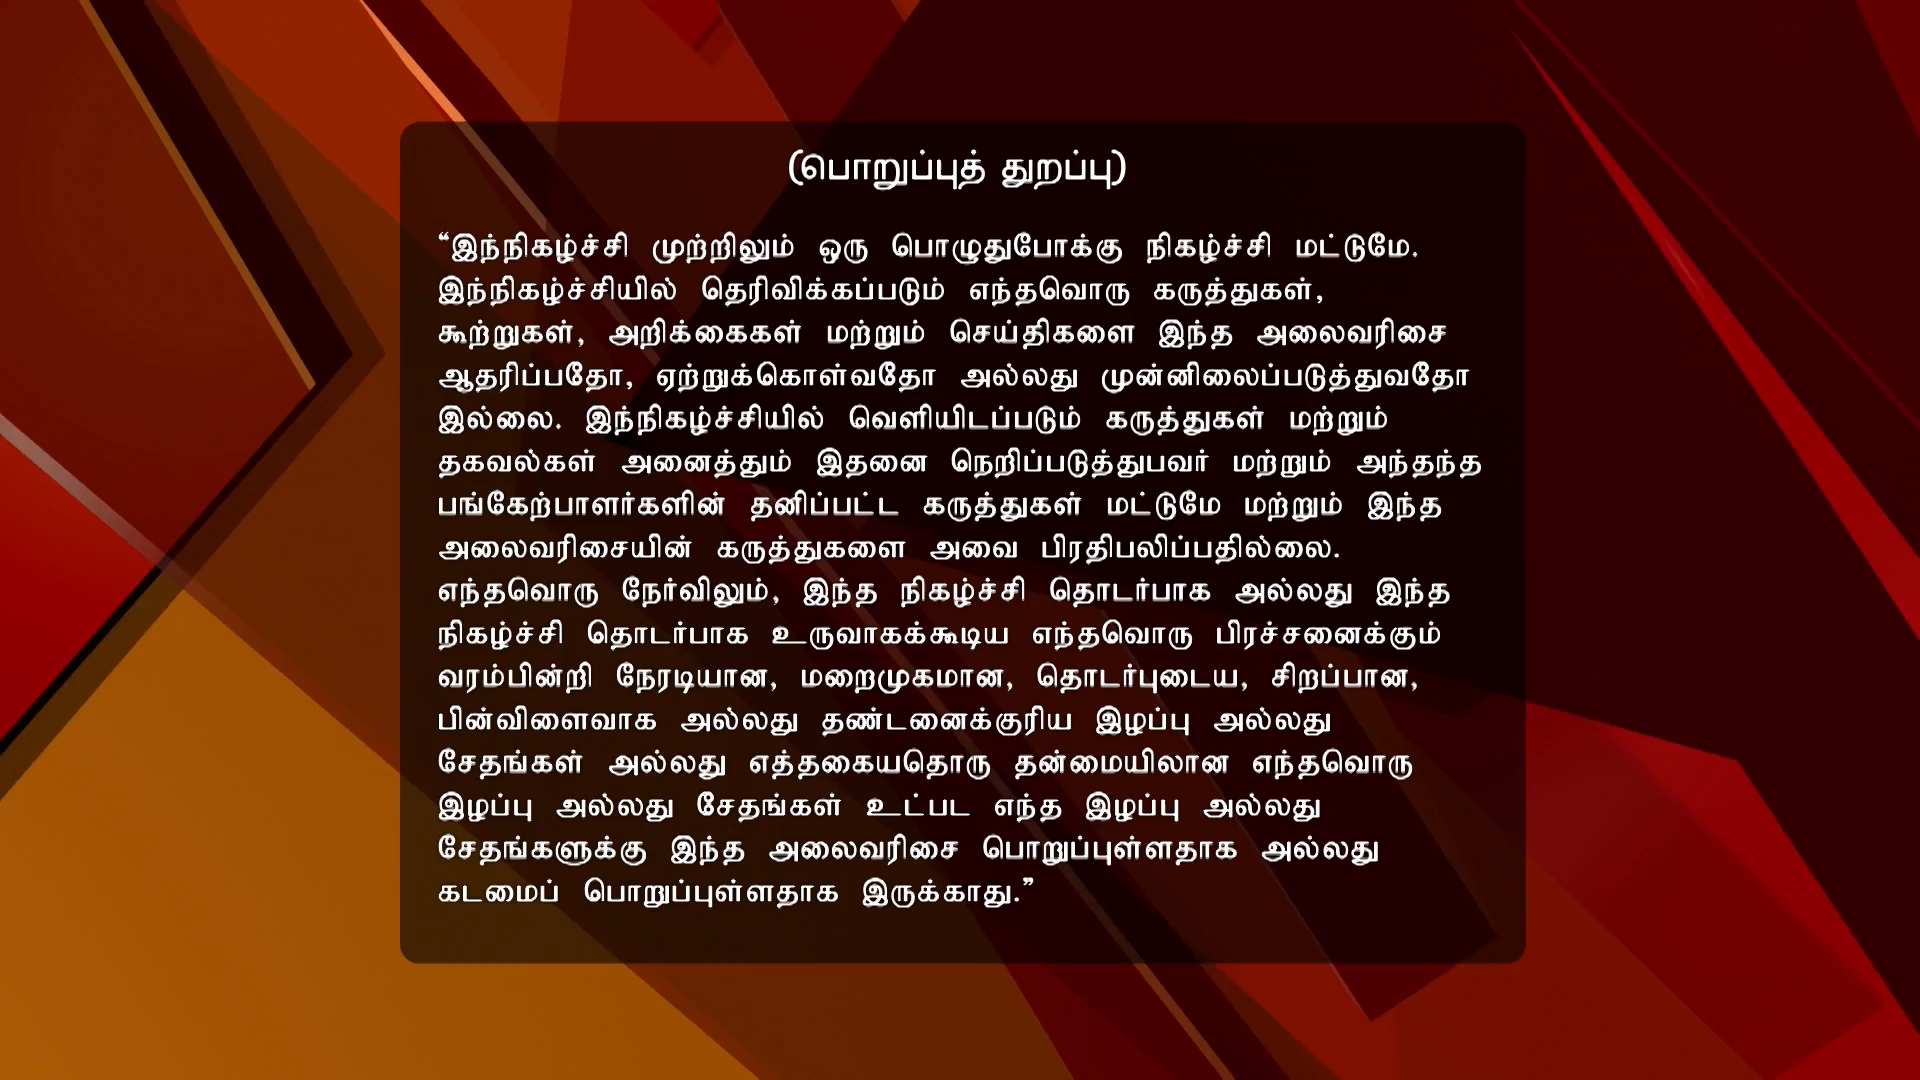 (பொறுப்புத் துறப்பு)
“இந்நிகழ்ச்சி முற்றிலும் ஒரு பொழுதுபோக்கு நிகழ்ச்சி மட்டுமே.
இந்நிகழ்ச்சியில் தெரிவிக்கப்படும் எந்தவொரு கருத்துகள்,
கூற்றுகள், அறிக்கைகள் மற்றும் செய்திகளை இந்த அலைவரிசை
ஆதரிப்பதோ, ஏற்றுக்கொள்வதோ அல்லது முன்னிலைப்படுத்துவதோ
இல்லை. இந்நிகழ்ச்சியில் வெளியிடப்படும் கருத்துகள் மற்றும்
தகவல்கள் அனைத்தும் இதனை நெறிப்படுத்துபவர் மற்றும் அந்தந்த
பங்கேற்பாளர்களின் தனிப்பட்ட கருத்துகள் மட்டுமே மற்றும் இந்த
அலைவரிசையின் கருத்துகளை அவை பிரதிபலிப்பதில்லை.
எந்தவொரு நேர்விலும், இந்த நிகழ்ச்சி தொடர்பாக அல்லது இந்த
நிகழ்ச்சி தொடர்பாக உருவாகக்கூடிய எந்தவொரு பிரச்சனைக்கும்
வரம்பின்றி நேரடியான, மறைமுகமான, தொடர்புடைய, சிறப்பான,
பின்விளைவாக அல்லது தண்டனைக்குரிய இழப்பு அல்லது
சேதங்கள் அல்லது எத்தகையதொரு தன்மையிலான எந்தவொரு
இழப்பு அல்லது சேதங்கள் உட்பட எந்த இழப்பு அல்லது
சேதங்களுக்கு இந்த அலைவரிசை பொறுப்புள்ளதாக அல்லது
கடமைப் பொறுப்புள்ளதாக இருக்காது.”